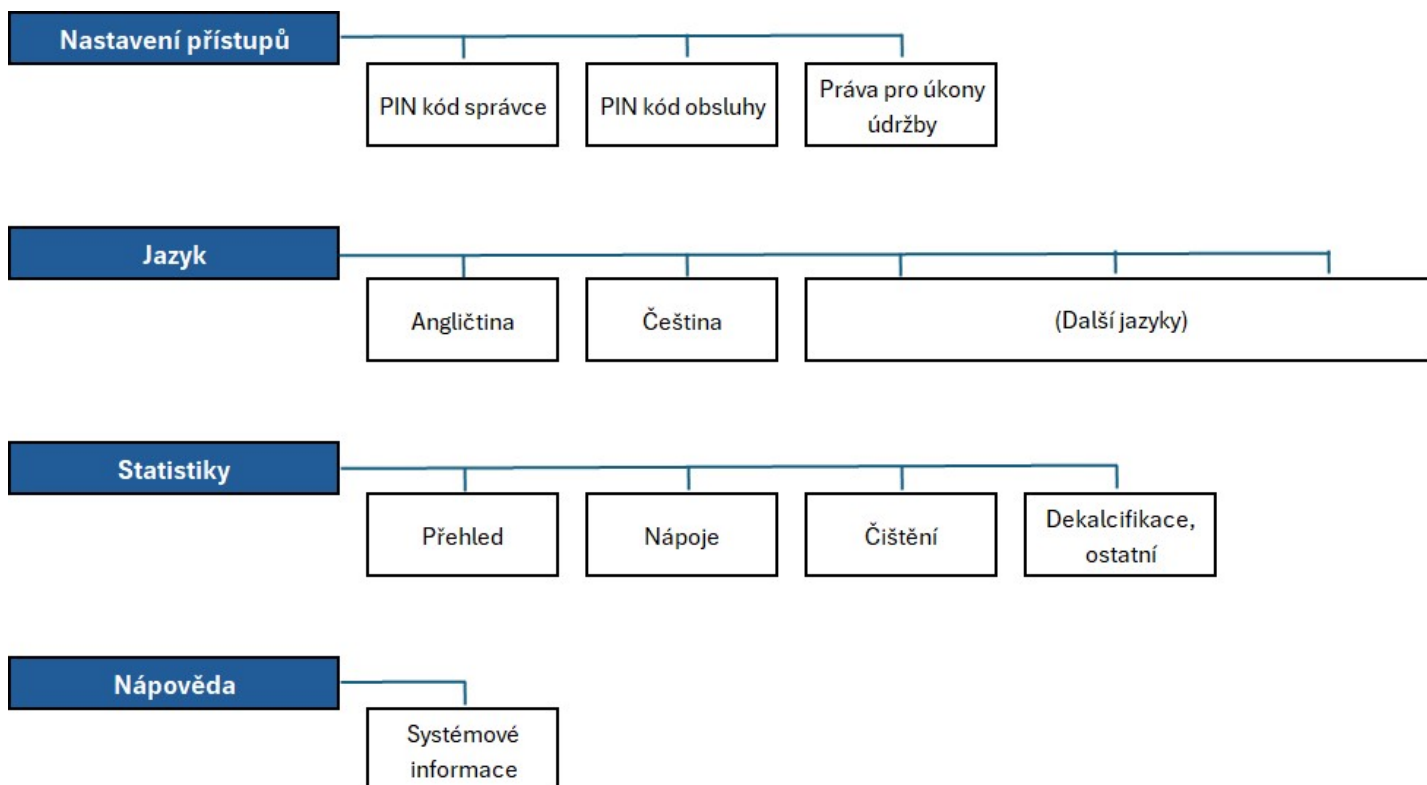 Nastavení přístupů
PIN kód správce
PIN kód obsluhy
Práva pro úkony
údržby
Jazyk
Angličtina
Čeština
(Další jazyky)
Statistiky
Přehled
Nápoje
Čištění
Dekalcifikace,
ostatní
Nápověda
Systémové
informace